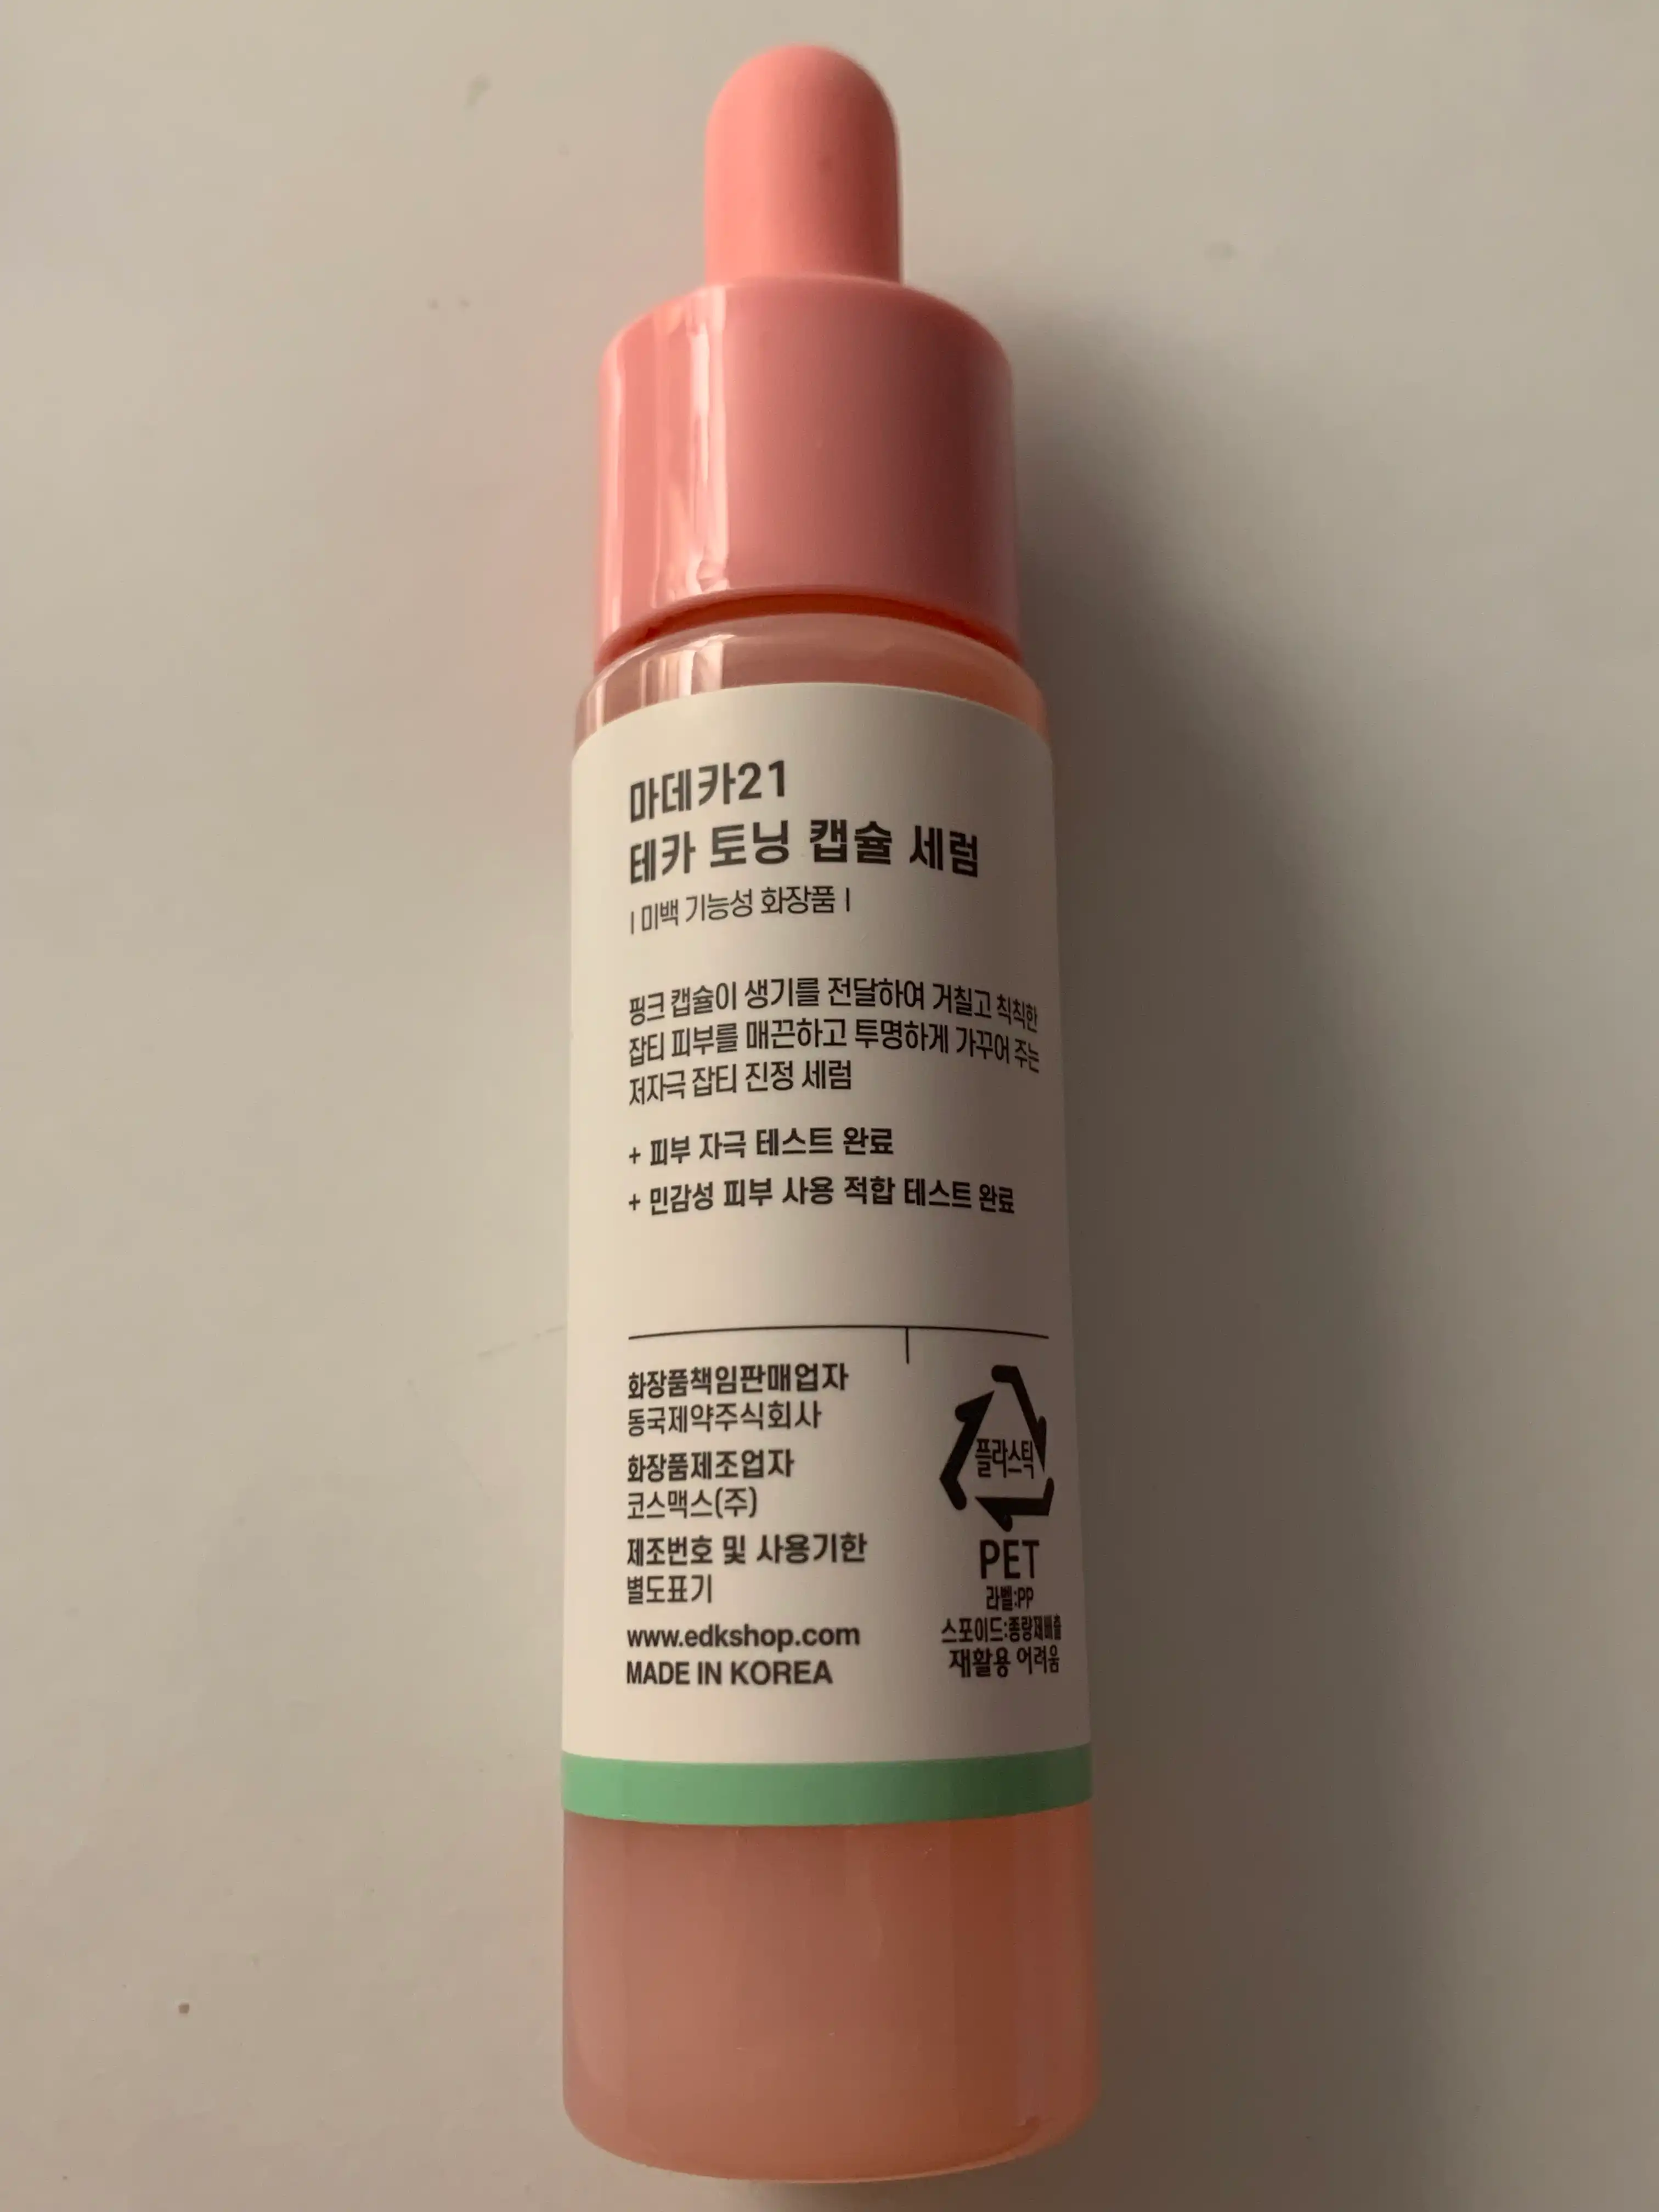 마데카21
테카 토닝 캡슐 세럼
| 미백 기능성 화장품 |
핑크 캡슐이 생기를 전달하여 거칠고 칙칙한
잡티 피부를 매끈하고 투명하게 가꾸어 주는
저자극 잡티 진정 세럼
+ 피부 자극 테스트 완료
+ 민감성 피부 사용 적합 테스트 완료
화장품책임판매업자
동국제약주식회사
화장품제조업자
코스맥스(주)
제조번호 및 사용기한
별도표기
www.edkshop.com
MADE IN KOREA
플라스틱
PET
라벨:PP
스포이드:종량제배출
재활용 어려움